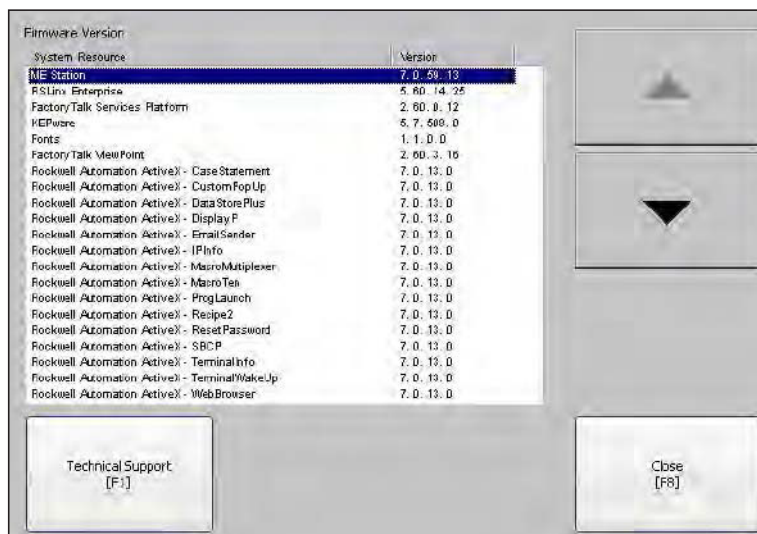 Firmware Version
System Resource Version
ME Station 7. 0. 59. 13
RSLinx Enterprise 5. 60. 14. 25
FactoryTalk Services Platform 2. 60. 0. 12
KEPware 5. 7. 509. 0
Fonts 1. 1. 0. 0
FactoryTalk ViewPoint 2. 60. 3. 16
Rockwell Automation ActiveX - CaseStatement 7. 0. 13. 0
Rockwell Automation ActiveX - CustomPopUp 7. 0. 13. 0
Rockwell Automation ActiveX - DataStorePlus 7. 0. 13. 0
Rockwell Automation ActiveX - DisplayP 7. 0. 13. 0
Rockwell Automation ActiveX - EmailSender 7. 0. 13. 0
Rockwell Automation ActiveX - IPInfo 7. 0. 13. 0
Rockwell Automation ActiveX - MacroMutiplexer 7. 0. 13. 0
Rockwell Automation ActiveX - MacroTen 7. 0. 13. 0
Rockwell Automation ActiveX - ProgLaunch 7. 0. 13. 0
Rockwell Automation ActiveX - Recipe2 7. 0. 13. 0
Rockwell Automation ActiveX - ResetPassword 7. 0. 13. 0
Rockwell Automation ActiveX - SBCP 7. 0. 13. 0
Rockwell Automation ActiveX - TerminalInfo 7. 0. 13. 0
Rockwell Automation ActiveX - TerminalWakeUp 7. 0. 13. 0
Rockwell Automation ActiveX - WebBrowser 7. 0. 13. 0
Technical Support
[F1]
Close
[F8]